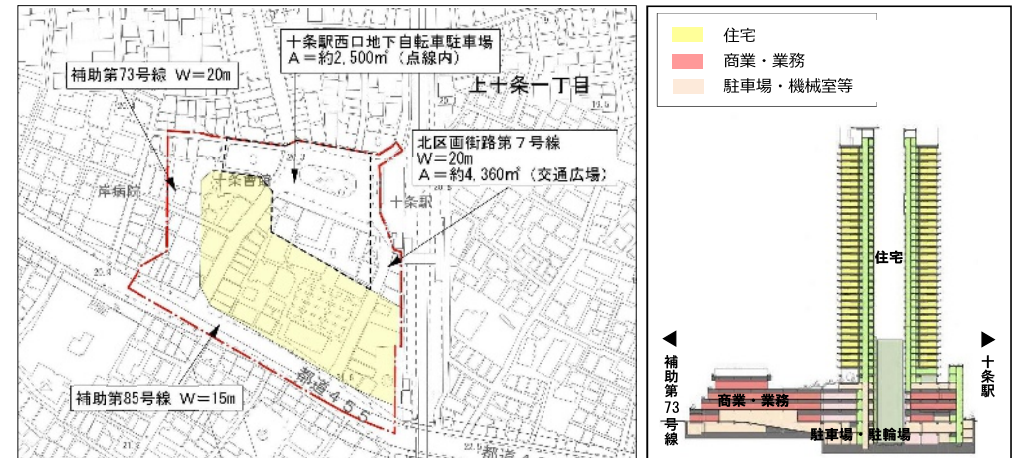 十条駅西口地下自転車駐車場
A=約2,500㎡(点線内)
補助第73号線 W=20m
上十条一丁目
北区画街路第7号線
W=20m
A=約4,360㎡(交通広場)
岸病院
十条駅
補助第85号線 W=15m
都道455
住宅
商業・業務
駐車場・機械室等
住宅
補助第73号線
十条駅
商業・業務
駐車場・駐輪場